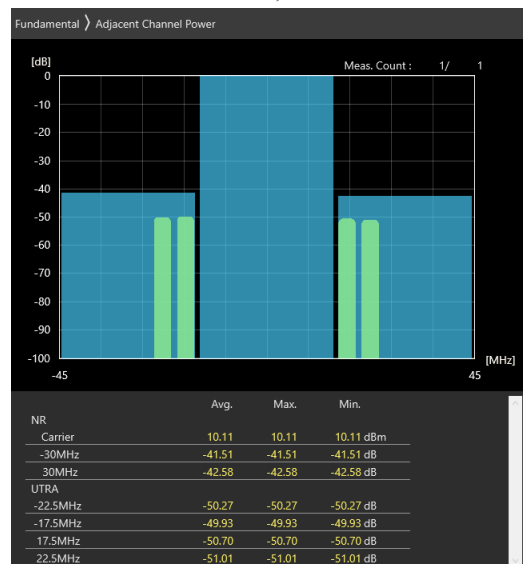 Fundamental ⟩ Adjacent Channel Power
[dB]
Meas. Count : 1/ 1
0
-10
-20
-30
-40
-50
-60
-70
-80
-90
-100
[MHz]
-45 45
Avg. Max. Min.
NR
Carrier 10.11 10.11 10.11 dBm
-30MHz -41.51 -41.51 -41.51 dB
30MHz -42.58 -42.58 -42.58 dB
UTRA
-22.5MHz -50.27 -50.27 -50.27 dB
-17.5MHz -49.93 -49.93 -49.93 dB
17.5MHz -50.70 -50.70 -50.70 dB
22.5MHz -51.01 -51.01 -51.01 dB